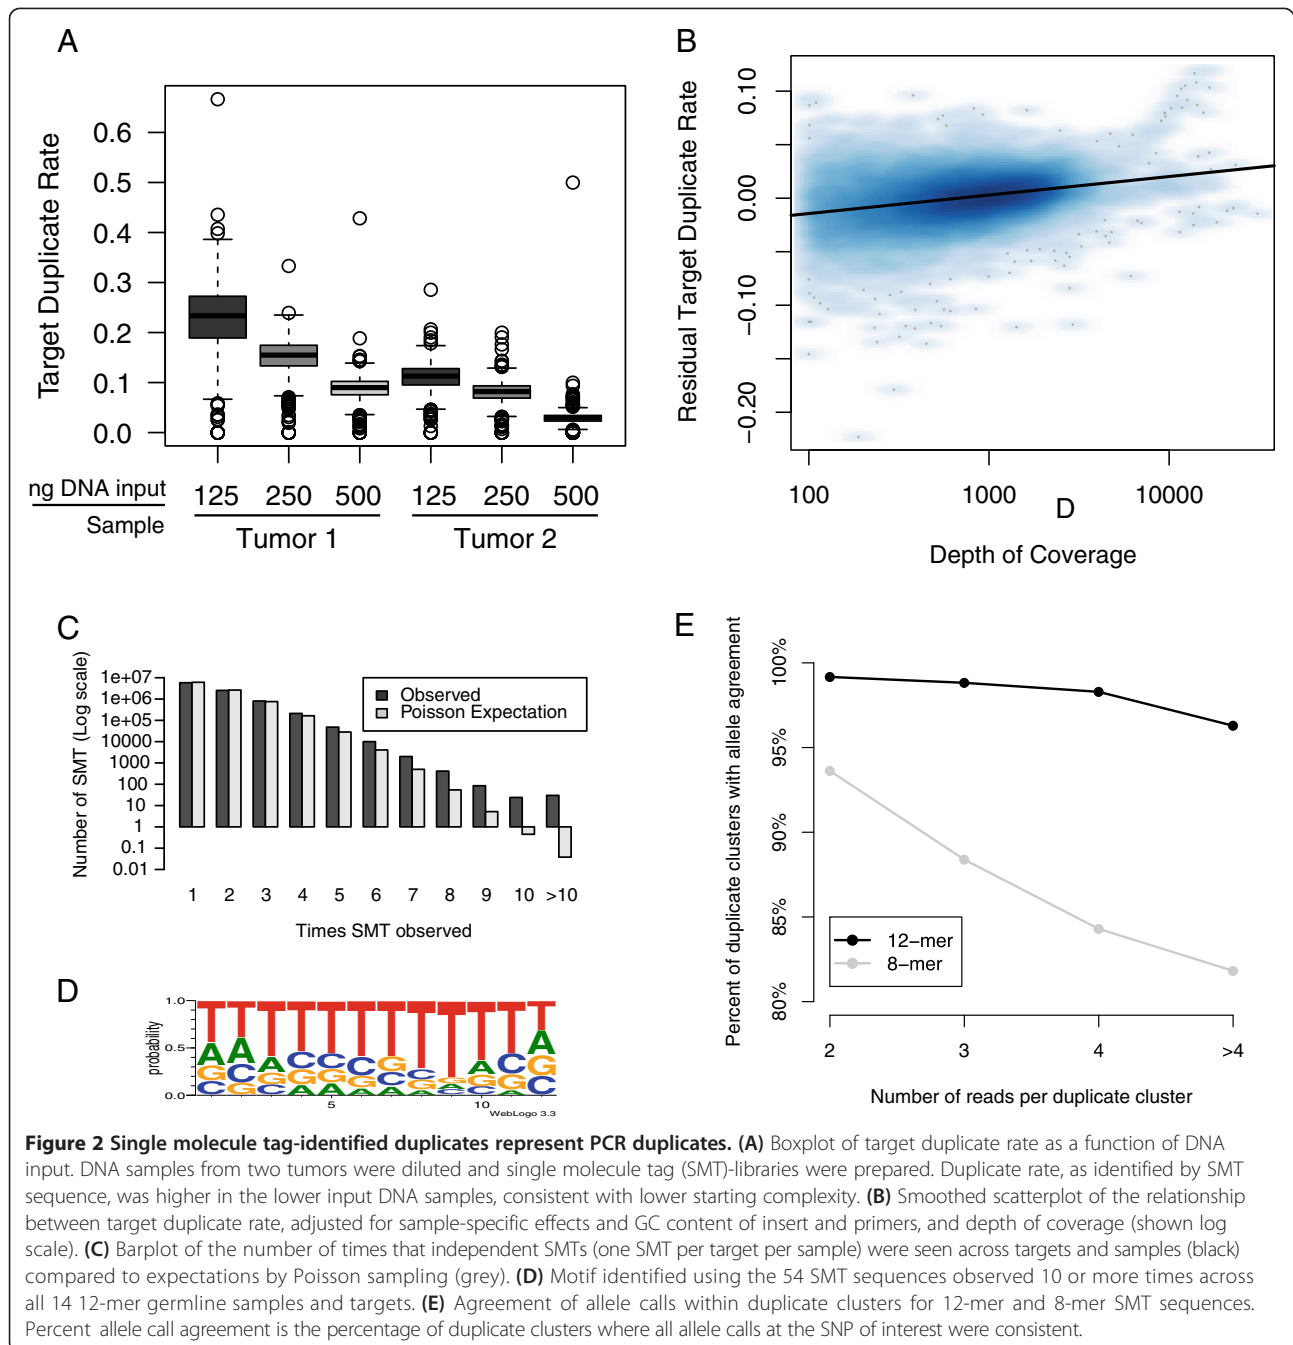 A
Target Duplicate Rate
0.6
0.5
0.4
0.3
0.2
0.1
0.0
ng DNA input
125 250 500 125 250 500
Sample
Tumor 1 Tumor 2
B
Residual Target Duplicate Rate
0.10
0.00
−0.10
−0.20
100 1000 10000
D
Depth of Coverage
C
Number of SMT (Log scale)
1e+07
1e+06
1e+05
10000
1000
100
10
1
0.1
0.01
Observed
Poisson Expectation
1 2 3 4 5 6 7 8 9 10 >10
Times SMT observed
D
probability
1.0
0.5
0.0
T T T T T T T T T T T T
A A A C C C G C G A C A
G C G G G G C G A G G G
C G C A A A A A C C A C
5 10
WebLogo 3.3
E
Percent of duplicate clusters with allele agreement
100%
95%
90%
85%
80%
12−mer
8−mer
2 3 4 >4
Number of reads per duplicate cluster
Figure 2 Single molecule tag-identified duplicates represent PCR duplicates. (A) Boxplot of target duplicate rate as a function of DNA
input. DNA samples from two tumors were diluted and single molecule tag (SMT)-libraries were prepared. Duplicate rate, as identified by SMT
sequence, was higher in the lower input DNA samples, consistent with lower starting complexity. (B) Smoothed scatterplot of the relationship
between target duplicate rate, adjusted for sample-specific effects and GC content of insert and primers, and depth of coverage (shown log
scale). (C) Barplot of the number of times that independent SMTs (one SMT per target per sample) were seen across targets and samples (black)
compared to expectations by Poisson sampling (grey). (D) Motif identified using the 54 SMT sequences observed 10 or more times across
all 14 12-mer germline samples and targets. (E) Agreement of allele calls within duplicate clusters for 12-mer and 8-mer SMT sequences.
Percent allele call agreement is the percentage of duplicate clusters where all allele calls at the SNP of interest were consistent.